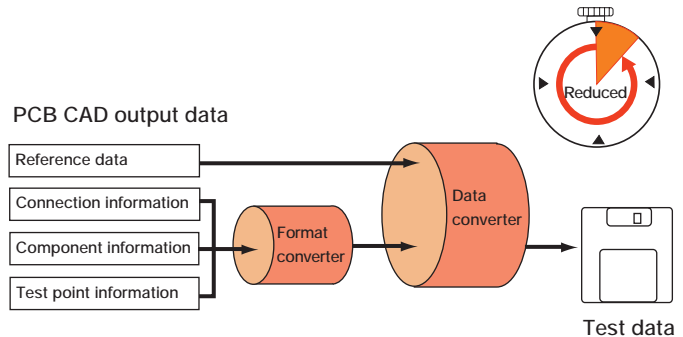 Reduced
PCB CAD output data
Reference data
Connection information
Component information
Test point information
Format
converter
Data
converter
Test data